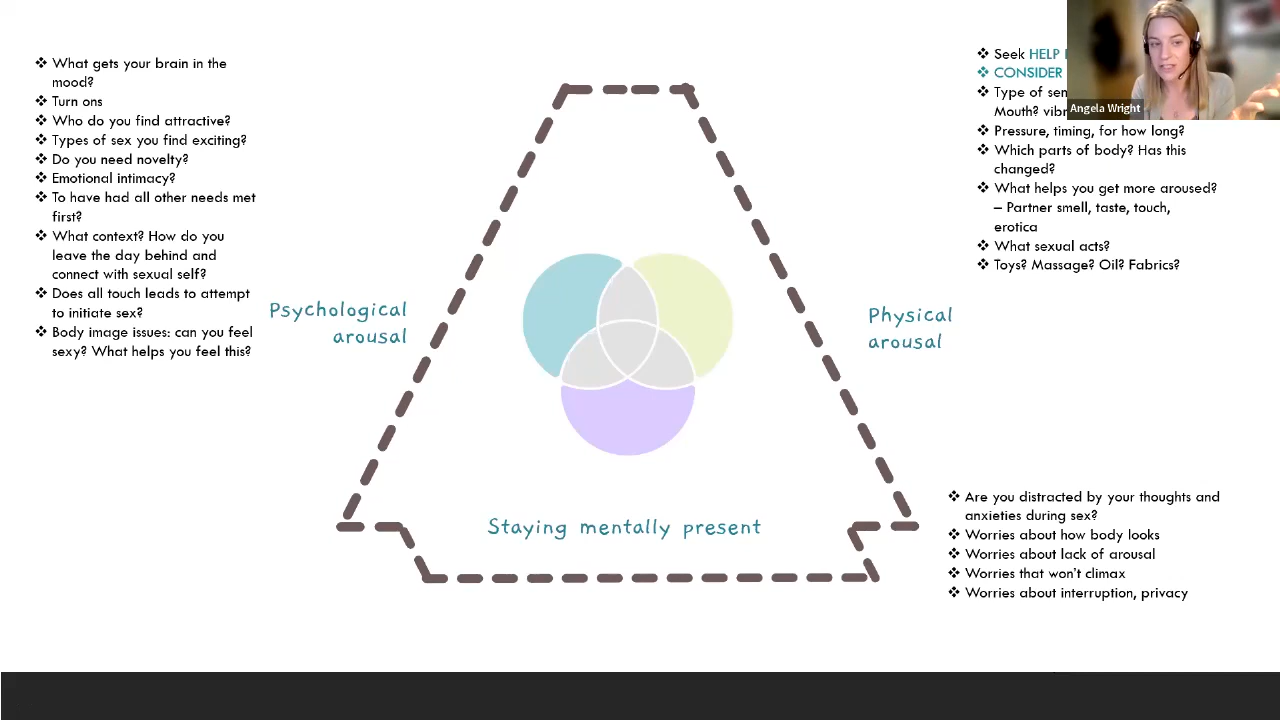 ❖ What gets your brain in the
mood?
❖ Turn ons
❖ Who do you find attractive?
❖ Types of sex you find exciting?
❖ Do you need novelty?
❖ Emotional intimacy?
❖ To have had all other needs met
first?
❖ What context? How do you
leave the day behind and
connect with sexual self?
❖ Does all touch leads to attempt
to initiate sex?
❖ Body image issues: can you feel
sexy? What helps you feel this?
Psychological
arousal
❖ Seek HELP
❖ CONSIDER
❖ Type of
Mouth?
Angela Wright
❖ Pressure, timing, for how long?
❖ Which parts of body? Has this
changed?
❖ What helps you get more aroused?
– Partner smell, taste, touch,
erotica
❖ What sexual acts?
❖ Toys? Massage? Oil? Fabrics?
Physical
arousal
Staying mentally present
❖ Are you distracted by your thoughts and
anxieties during sex?
❖ Worries about how body looks
❖ Worries about lack of arousal
❖ Worries that won't climax
❖ Worries about interruption, privacy